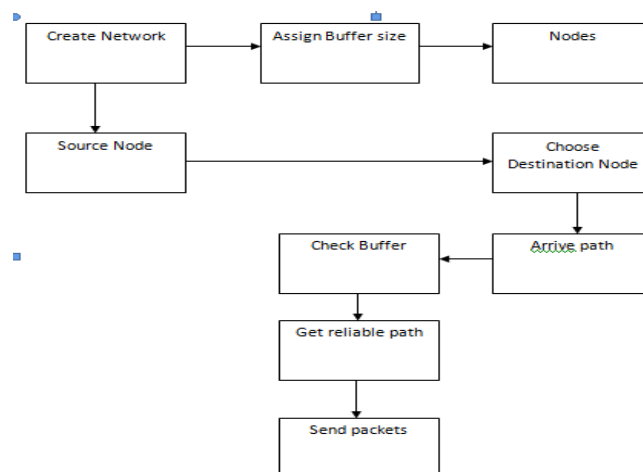 Create Network
Assign Buffer size
Nodes
Source Node
Choose
Destination Node
Check Buffer
Arrive path
Get reliable path
Send packets